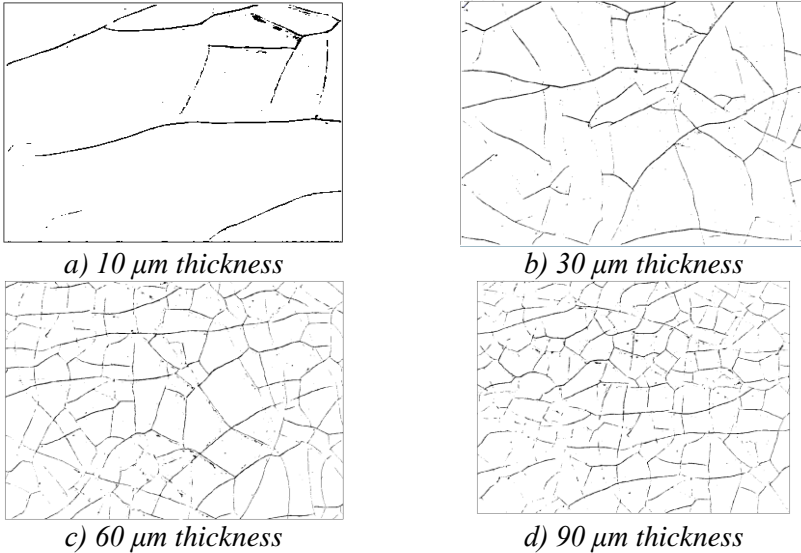 a) 10 µm thickness
b) 30 µm thickness
c) 60 µm thickness
d) 90 µm thickness